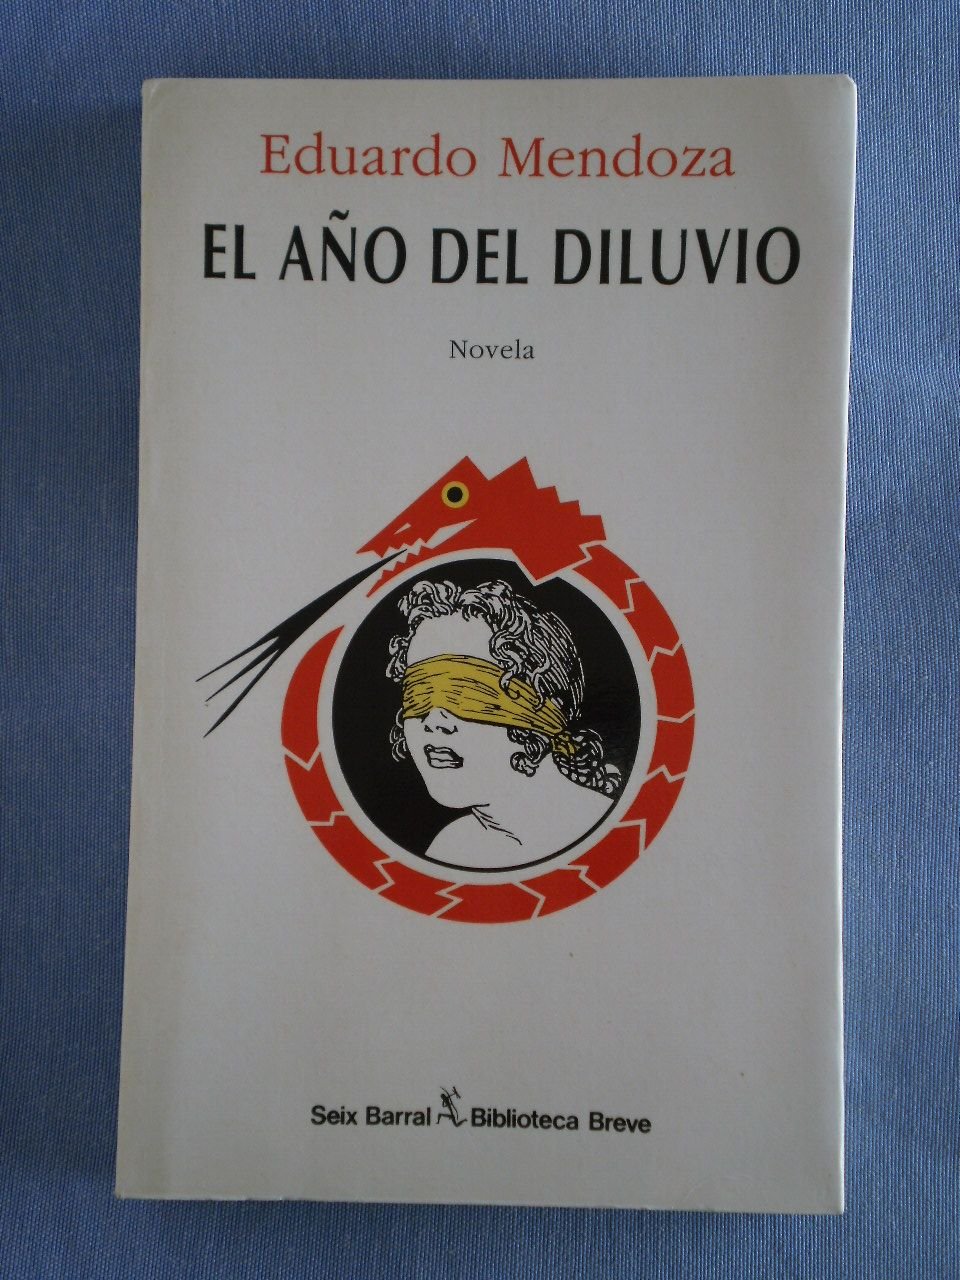 Eduardo Mendoza
EL AÑO DEL DILUVIO
Novela
Seix Barral Biblioteca Breve